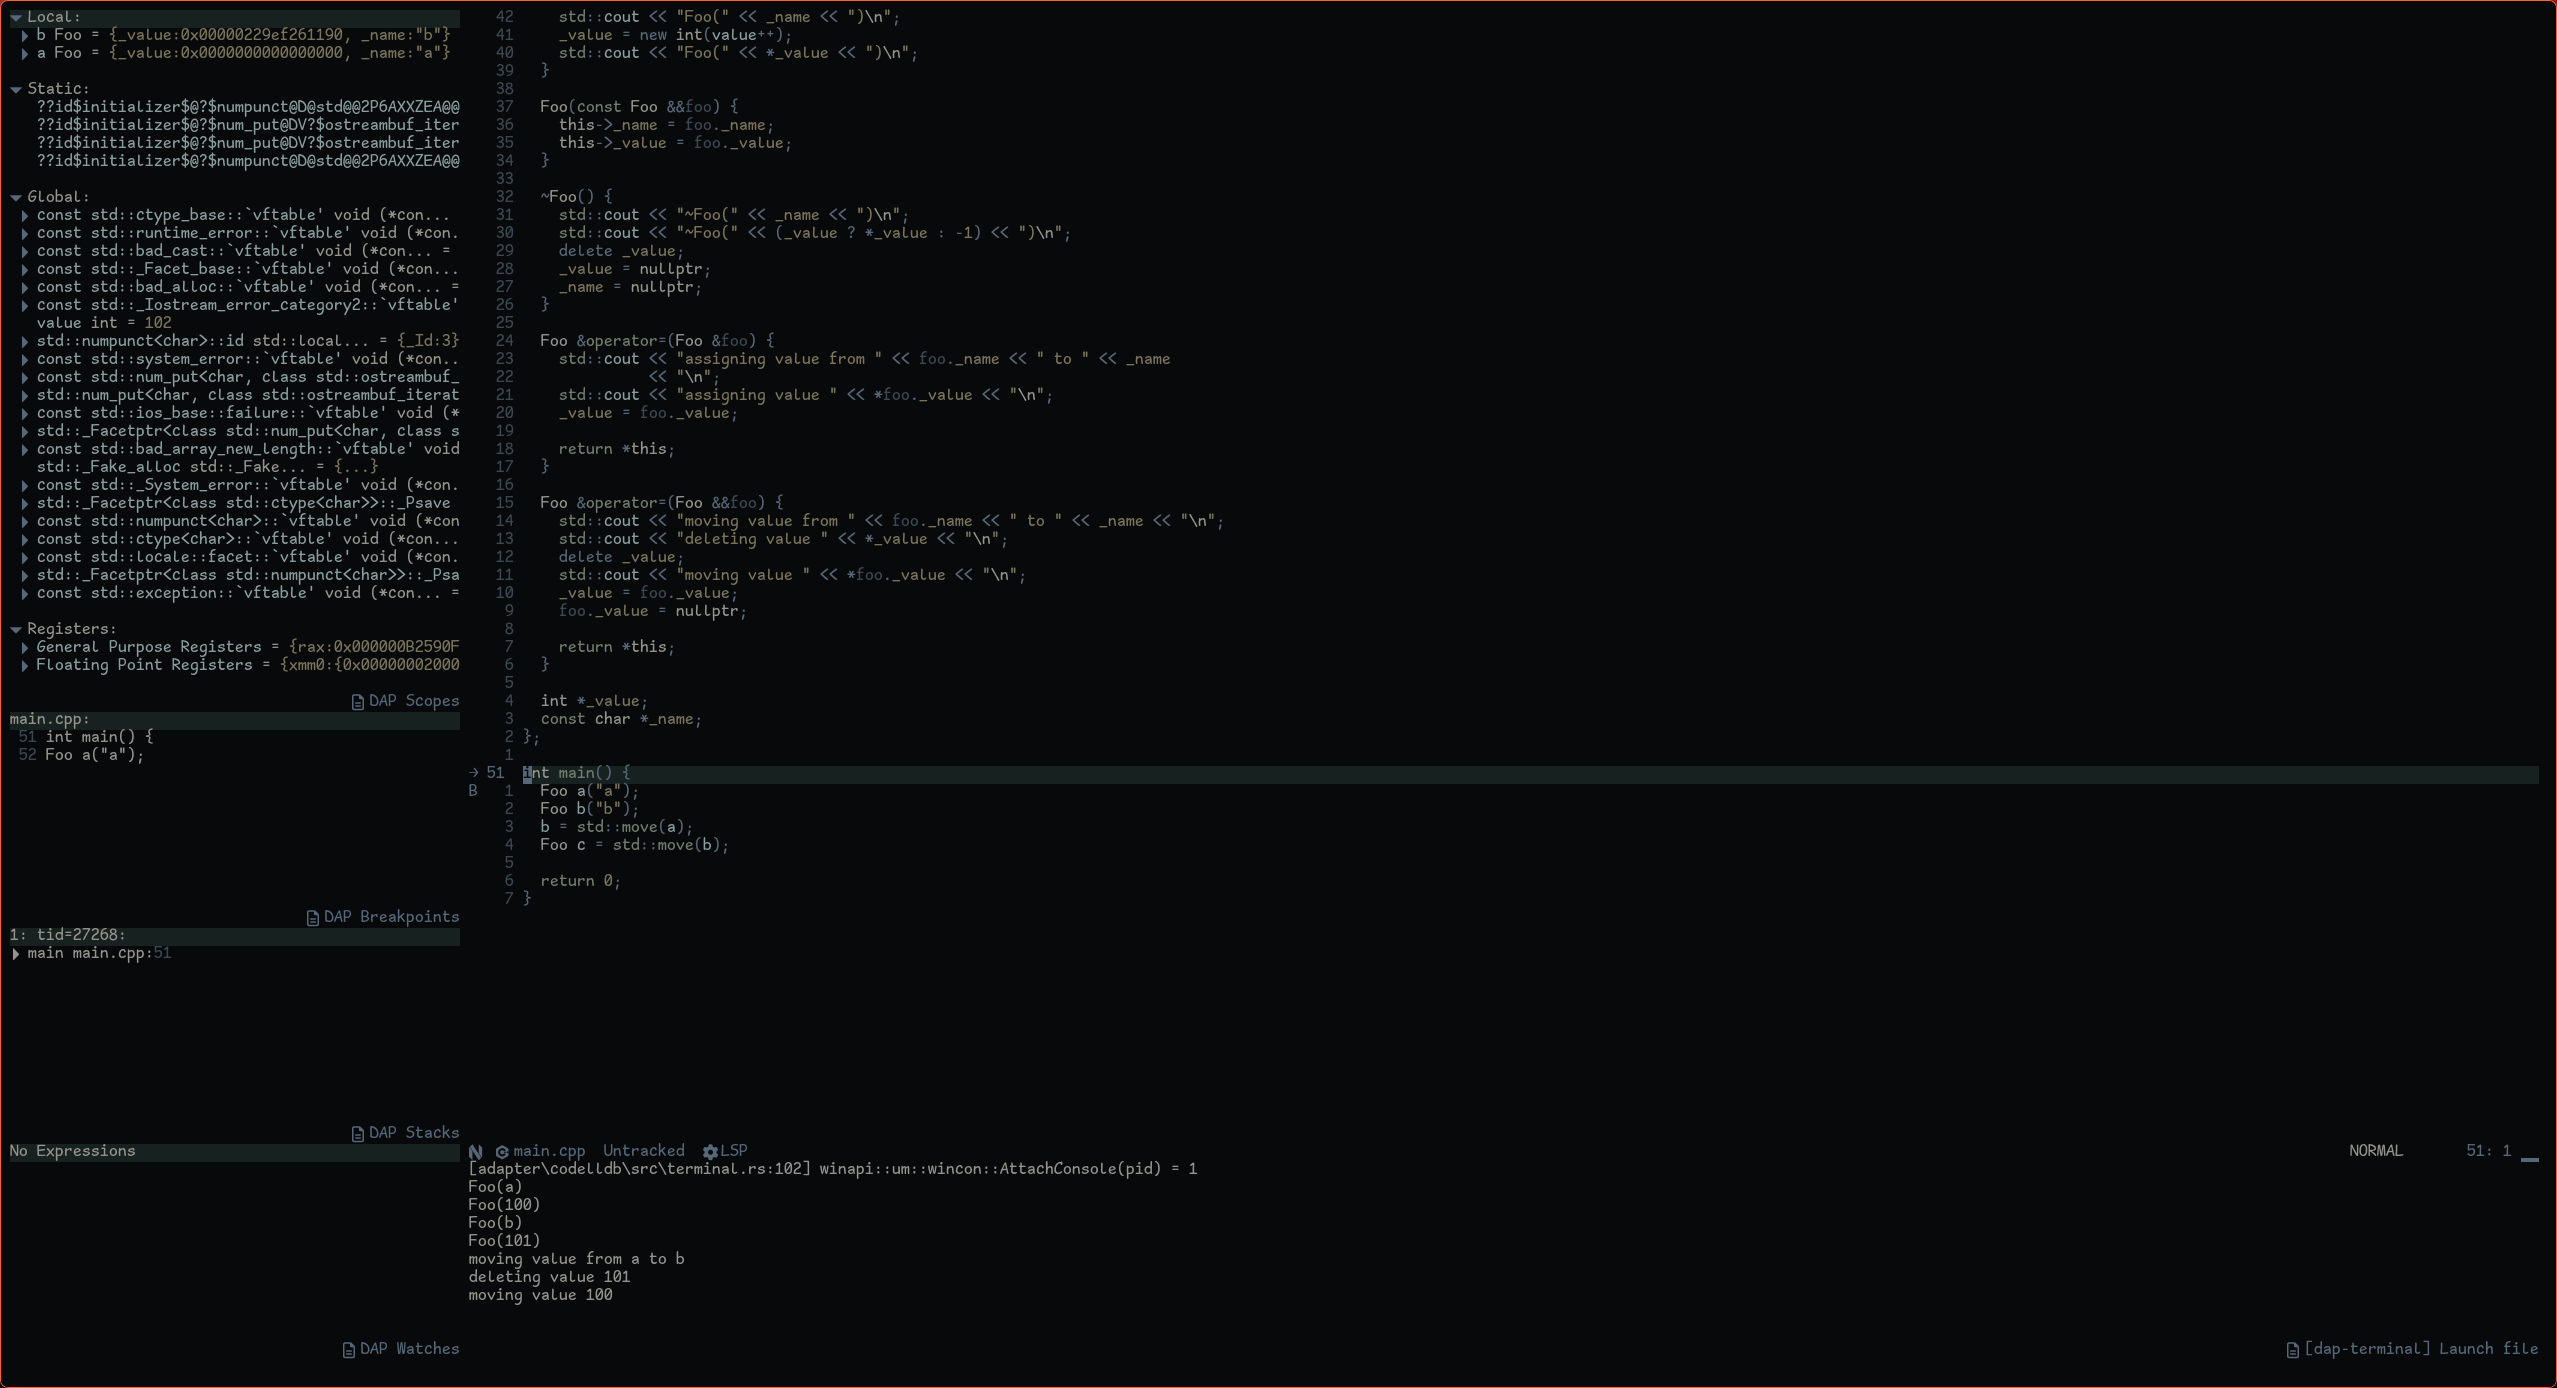 Local:
b Foo = {_value:0x00000229ef261190, _name:"b"}
a Foo = {_value:0x0000000000000000, _name:"a"}
Static:
??id$initializer$@?$numpunct@D@std@@2P6AXXZEA@@
??id$initializer$@?$num_put@DV?$ostreambuf_iter
??id$initializer$@?$num_put@DV?$ostreambuf_iter
??id$initializer$@?$numpunct@D@std@@2P6AXXZEA@@
Global:
const std::ctype_base::`vftable' void (*con...
const std::runtime_error::`vftable' void (*con.
const std::bad_cast::`vftable' void (*con... =
const std::_Facet_base::`vftable' void (*con...
const std::bad_alloc::`vftable' void (*con... =
const std::_Iostream_error_category2::`vftable'
value int = 102
std::numpunct<char>::id std::local... = {_Id:3}
const std::system_error::`vftable' void (*con..
const std::num_put<char, class std::ostreambuf_
std::num_put<char, class std::ostreambuf_iterat
const std::ios_base::failure::`vftable' void (*
std::_Facetptr<class std::num_put<char, class s
const std::bad_array_new_length::`vftable' void
std::_Fake_alloc std::_Fake... = {...}
const std::_System_error::`vftable' void (*con.
std::_Facetptr<class std::ctype<char>>::_Psave
const std::numpunct<char>::`vftable' void (*con
const std::ctype<char>::`vftable' void (*con...
const std::locale::facet::`vftable' void (*con.
std::_Facetptr<class std::numpunct<char>>::_Psa
const std::exception::`vftable' void (*con... =
Registers:
General Purpose Registers = {rax:0x000000B2590F
Floating Point Registers = {xmm0:{0x00000002000
DAP Scopes
main.cpp:
51 int main() {
52 Foo a("a");
DAP Breakpoints
1: tid=27268:
main main.cpp:51
DAP Stacks
No Expressions
DAP Watches
42 std::cout << "Foo(" << _name << ")\n";
41 _value = new int(value++);
40 std::cout << "Foo(" << *_value << ")\n";
39 }
38
37 Foo(const Foo &&foo) {
36 this->_name = foo._name;
35 this->_value = foo._value;
34 }
33
32 ~Foo() {
31 std::cout << "~Foo(" << _name << ")\n";
30 std::cout << "~Foo(" << (_value ? *_value : -1) << ")\n";
29 delete _value;
28 _value = nullptr;
27 _name = nullptr;
26 }
25
24 Foo &operator=(Foo &foo) {
23 std::cout << "assigning value from " << foo._name << " to " << _name
22 << "\n";
21 std::cout << "assigning value " << *foo._value << "\n";
20 _value = foo._value;
19
18 return *this;
17 }
16
15 Foo &operator=(Foo &&foo) {
14 std::cout << "moving value from " << foo._name << " to " << _name << "\n";
13 std::cout << "deleting value " << *_value << "\n";
12 delete _value;
11 std::cout << "moving value " << *foo._value << "\n";
10 _value = foo._value;
9 foo._value = nullptr;
8
7 return *this;
6 }
5
4 int *_value;
3 const char *_name;
2 };
1
→ 51 int main() {
B 1 Foo a("a");
2 Foo b("b");
3 b = std::move(a);
4 Foo c = std::move(b);
5
6 return 0;
7 }
main.cpp Untracked LSP NORMAL 51: 1
[adapter\codelldb\src\terminal.rs:102] winapi::um::wincon::AttachConsole(pid) = 1
Foo(a)
Foo(100)
Foo(b)
Foo(101)
moving value from a to b
deleting value 101
moving value 100
[dap-terminal] Launch file